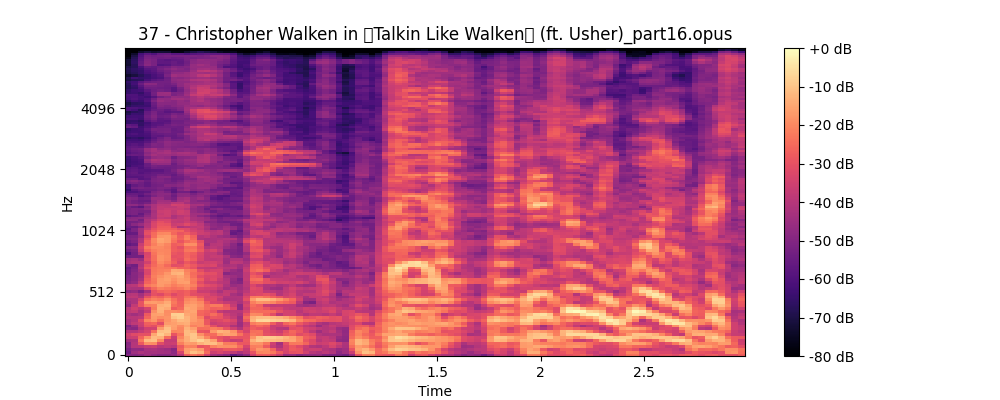 37 - Christopher Walken in ▯Talkin Like Walken▯ (ft. Usher)_part16.opus
Hz
4096
2048
1024
512
0
0 0.5 1 1.5 2 2.5
Time
+0 dB
-10 dB
-20 dB
-30 dB
-40 dB
-50 dB
-60 dB
-70 dB
-80 dB